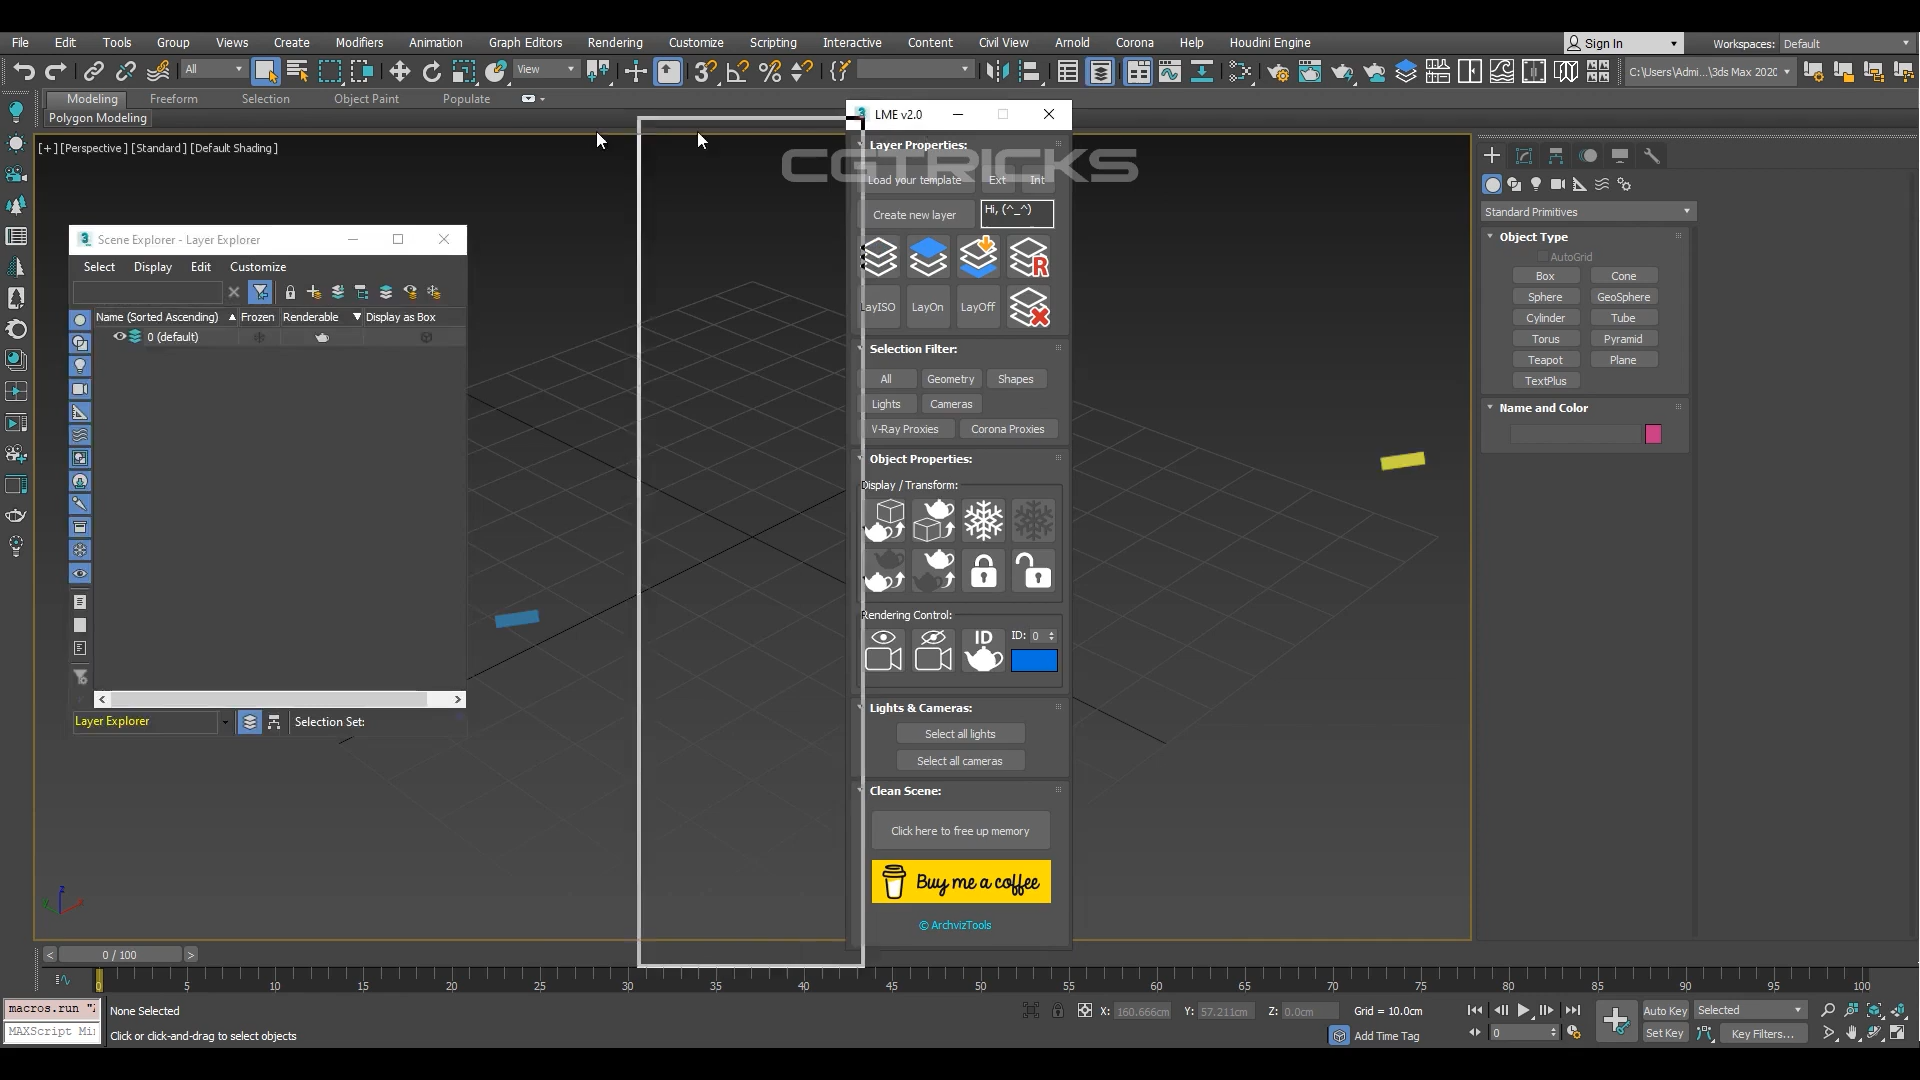 File Edit Tools Group Views Create Modifiers Animation Graph Editors Rendering Customize Scripting Interactive Content Civil View Arnold Corona Help Houdini Engine Sign In Workspaces: Default
All View C:\Users\Admi...\3ds Max 2020
Modeling Freeform Selection Object Paint Populate
Polygon Modeling
[+] [Perspective ] [Standard ] [Default Shading ]
Scene Explorer - Layer Explorer
Select Display Edit Customize
Name (Sorted Ascending) Frozen Renderable Display as Box
0 (default)
Layer Explorer Selection Set:
LME v2.0
Layer Properties:
CGTRICKS
Load your template Ext Int
Create new layer Hi, (^_^)
R
LayISO LayOn LayOff
Selection Filter:
All Geometry Shapes
Lights Cameras
V-Ray Proxies Corona Proxies
Object Properties:
Display / Transform:
Rendering Control:
ID ID: 0
Lights & Cameras:
Select all lights
Select all cameras
Clean Scene:
Click here to free up memory
Buy me a coffee
© ArchvizTools
Standard Primitives
Object Type
AutoGrid
Box Cone
Sphere GeoSphere
Cylinder Tube
Torus Pyramid
Teapot Plane
TextPlus
Name and Color
z
0 / 100
0 5 10 15 20 25 30 35 40 45 50 55 60 65 70 75 80 85 90 95 100
macros.run "
MAXScript Mi
None Selected
Click or click-and-drag to select objects
X: 160.666cm Y: 57.211cm Z: 0.0cm Grid = 10.0cm
Add Time Tag
0
Auto Key Selected
Set Key Key Filters...